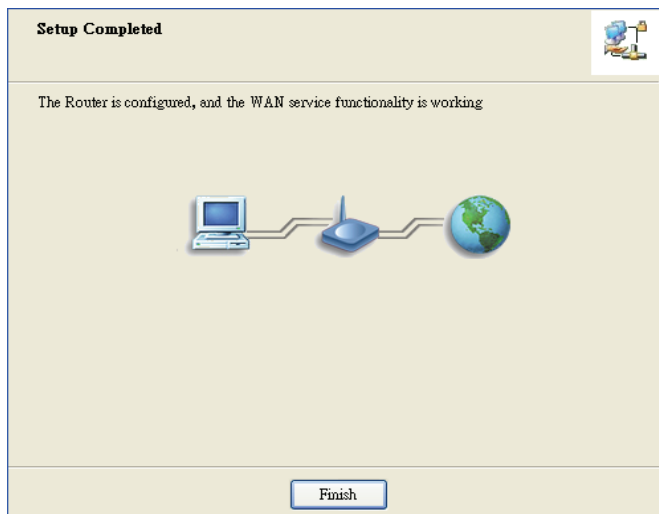 Setup Completed
The Router is configured, and the WAN service functionality is working
Finish